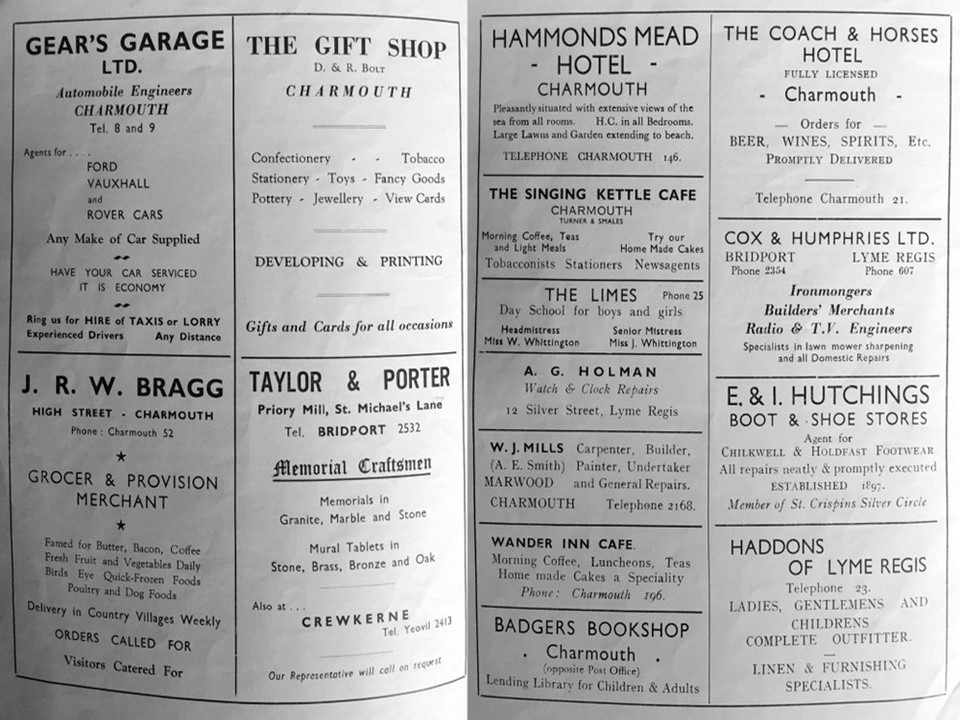 GEAR'S GARAGE
LTD.
Automobile Engineers
CHARMOUTH
Tel. 8 and 9
Agents for . . . .
FORD
VAUXHALL
and
ROVER CARS
Any Make of Car Supplied
HAVE YOUR CAR SERVICED
IT IS ECONOMY
Ring us for HIRE of TAXIS or LORRY
Experienced Drivers Any Distance
J. R. W. BRAGG
HIGH STREET - CHARMOUTH
Phone: Charmouth 52
★
GROCER & PROVISION
MERCHANT
★
Famed for Butter, Bacon, Coffee
Fresh Fruit and Vegetables Daily
Birds Eye Quick-Frozen Foods
Poultry and Dog Foods
Delivery in Country Villages Weekly
ORDERS CALLED FOR
Visitors Catered For
THE GIFT SHOP
D. & R. BOLT
CHARMOUTH
Confectionery - - Tobacco
Stationery - Toys - Fancy Goods
Pottery - Jewellery - View Cards
DEVELOPING & PRINTING
Gifts and Cards for all occasions
TAYLOR & PORTER
Priory Mill, St. Michael's Lane
Tel. BRIDPORT 2532
Memorial Craftsmen
Memorials in
Granite, Marble and Stone
Mural Tablets in
Stone, Brass, Bronze and Oak
Also at . . .
CREWKERNE
Tel. Yeovil 2413
Our Representative will call on request
HAMMONDS MEAD
- HOTEL -
CHARMOUTH
Pleasantly situated with extensive views of the
sea from all rooms. H.C. in all Bedrooms.
Large Lawns and Garden extending to beach.
TELEPHONE CHARMOUTH 146.
THE SINGING KETTLE CAFE
CHARMOUTH
TURNER & SMALES
Morning Coffee, Teas Try our
and Light Meals Home Made Cakes
Tobacconists Stationers Newsagents
THE LIMES Phone 25
Day School for boys and girls
Headmistress Senior Mistress
Miss W. Whittington Miss J. Whittington
A. G. HOLMAN
Watch & Clock Repairs
12 Silver Street, Lyme Regis
W. J. MILLS Carpenter, Builder,
(A. E. Smith) Painter, Undertaker
MARWOOD and General Repairs.
CHARMOUTH Telephone 2168.
WANDER INN CAFE.
Morning Coffee, Luncheons, Teas
Home made Cakes a Speciality
Phone: Charmouth 196.
BADGERS BOOKSHOP
. Charmouth .
(opposite Post Office)
Lending Library for Children & Adults
THE COACH & HORSES
HOTEL
FULLY LICENSED
- Charmouth -
— Orders for —
BEER, WINES, SPIRITS, Etc.
PROMPTLY DELIVERED
Telephone Charmouth 21.
COX & HUMPHRIES LTD.
BRIDPORT LYME REGIS
Phone 2354 Phone 607
Ironmongers
Builders' Merchants
Radio & T.V. Engineers
Specialists in lawn mower sharpening
and all Domestic Repairs
E. & I. HUTCHINGS
BOOT & SHOE STORES
Agent for
CHILKWELL & HOLDFAST FOOTWEAR
All repairs neatly & promptly executed
ESTABLISHED 1897.
Member of St. Crispins Silver Circle
HADDONS
OF LYME REGIS
Telephone 23.
LADIES, GENTLEMENS AND
CHILDRENS
COMPLETE OUTFITTER.
LINEN & FURNISHING
SPECIALISTS.